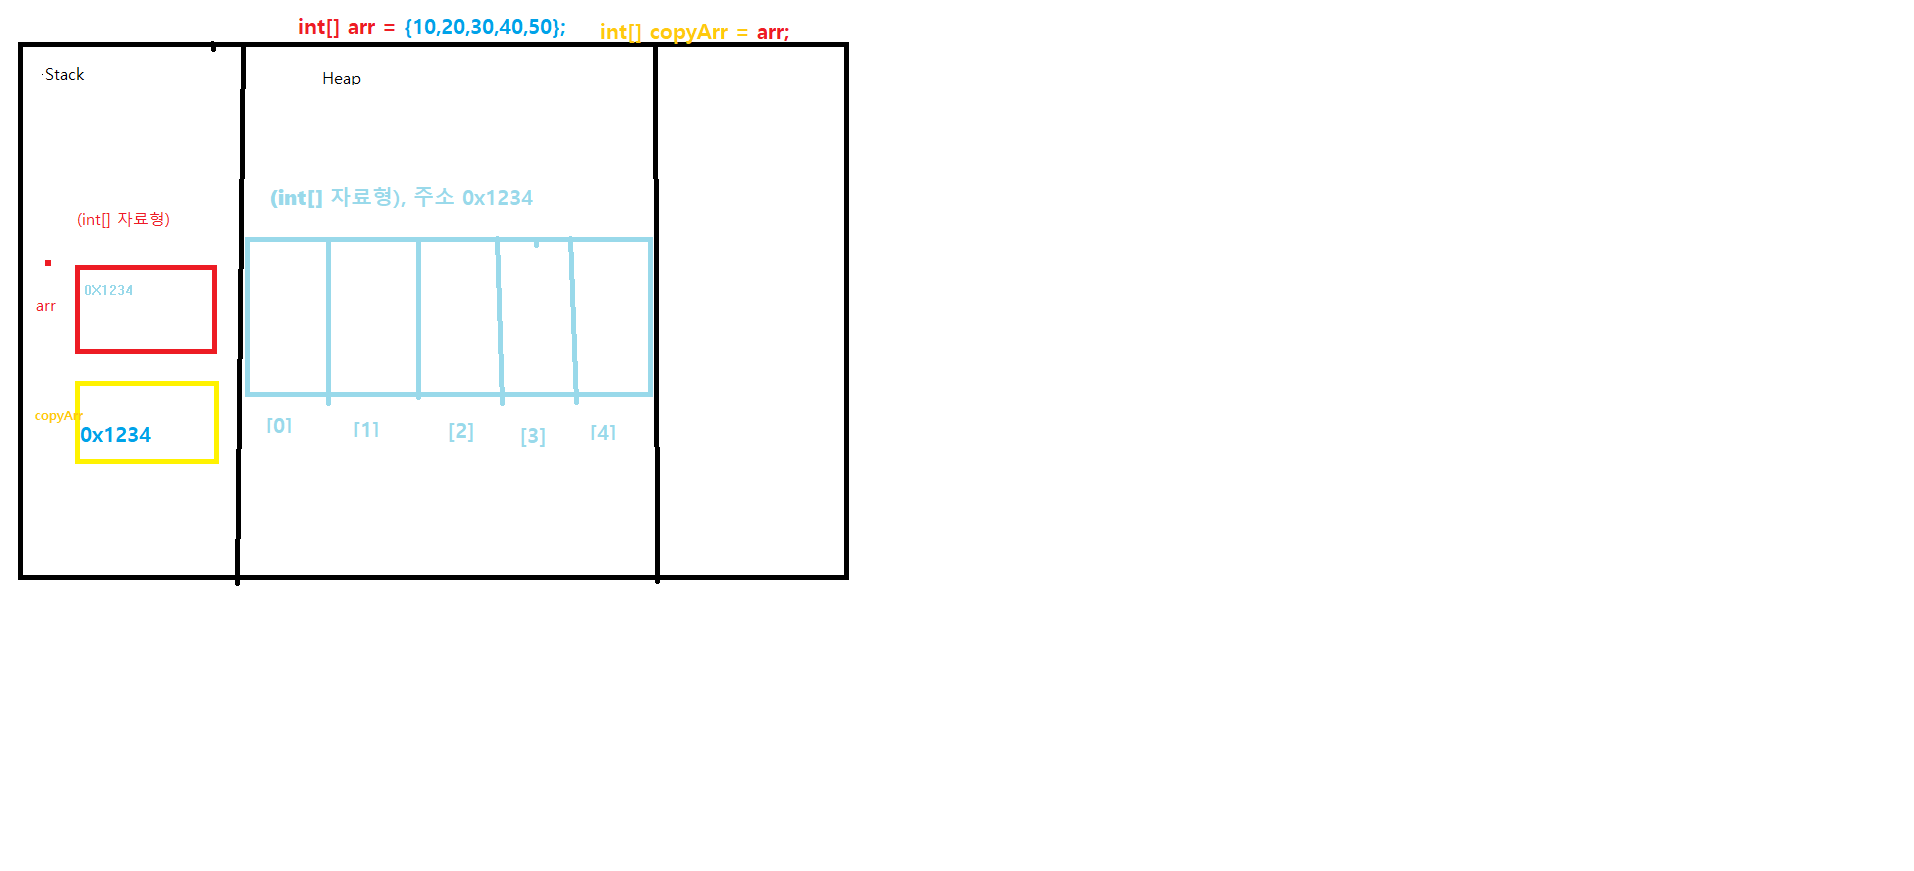 int[] arr = {10,20,30,40,50};
int[] copyArr = arr;
Stack
Heap
(int[] 자료형), 주소 0x1234
(int[] 자료형)
0X1234
arr
copyArr
0x1234
[0]
[1]
[2]
[3]
[4]